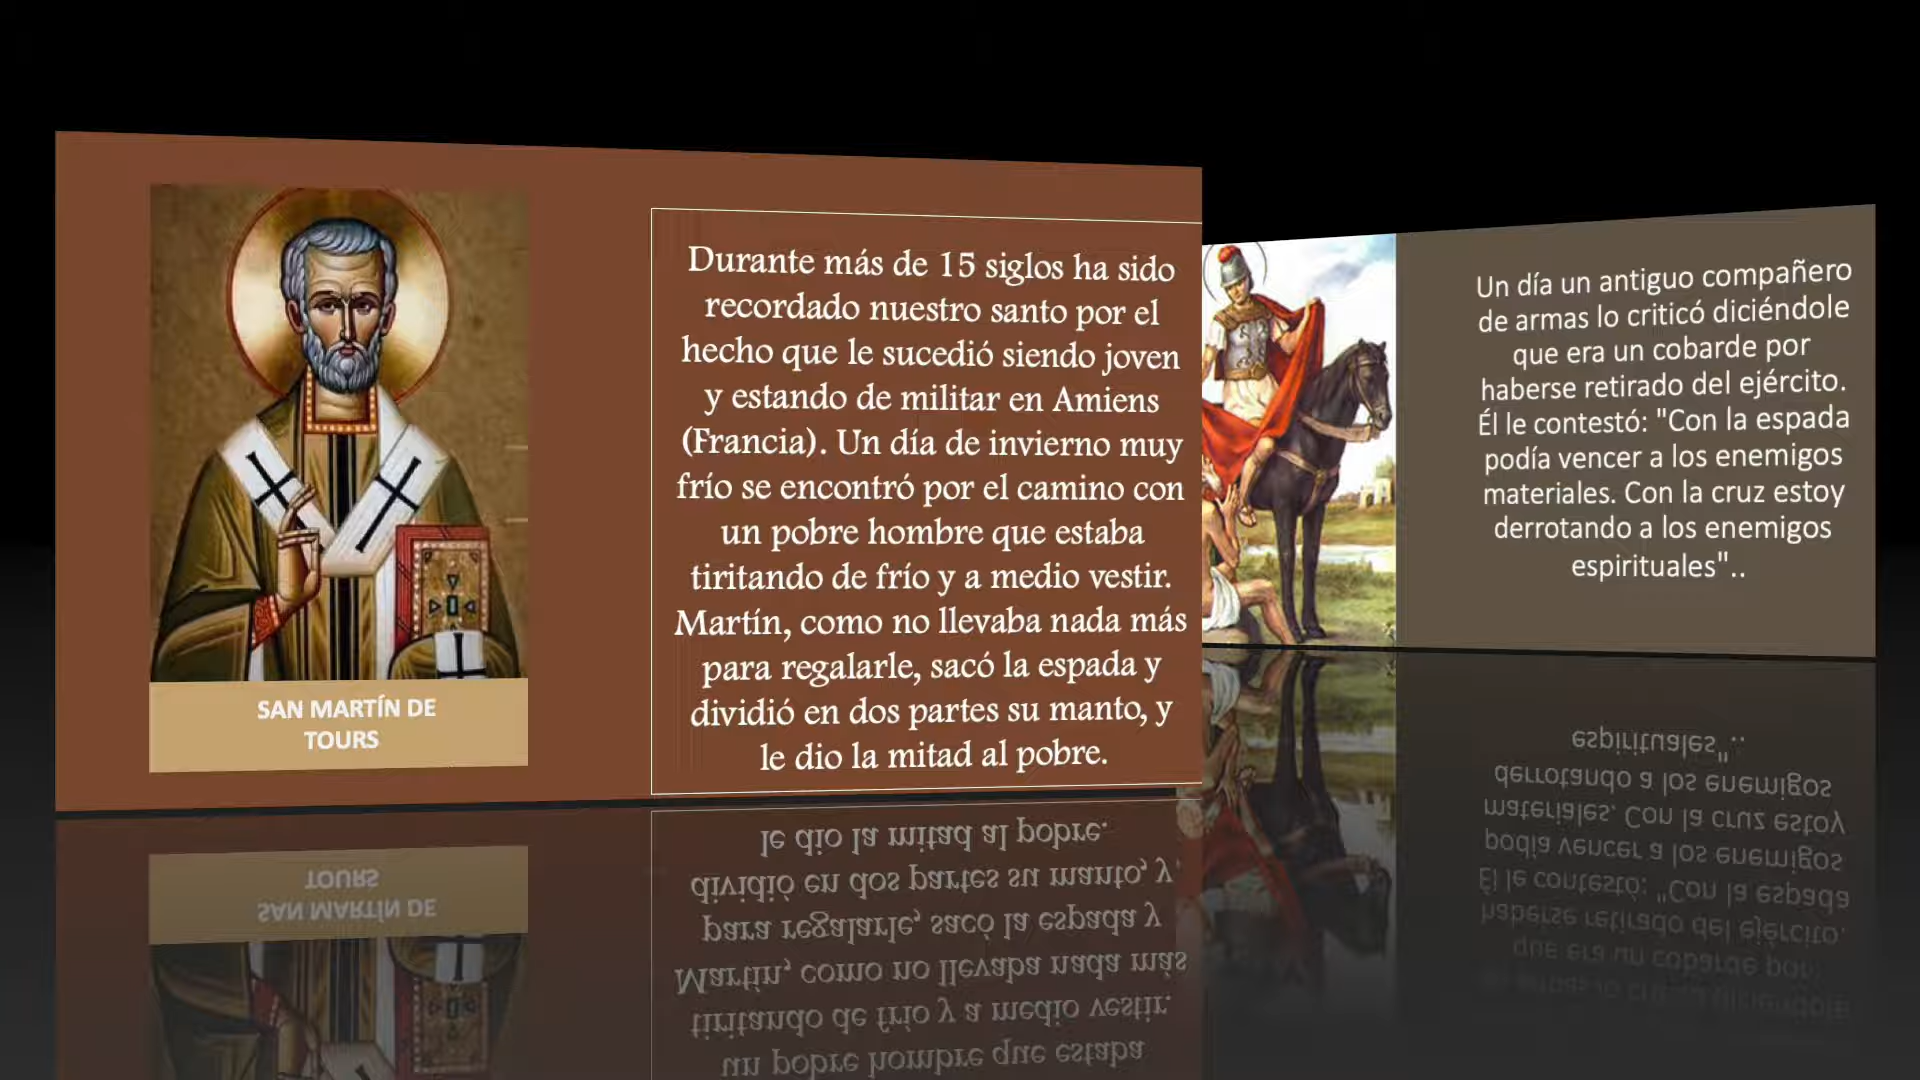 SAN MARTÍN DE
TOURS
Durante más de 15 siglos ha sido
recordado nuestro santo por el
hecho que le sucedió siendo joven
y estando de militar en Amiens
(Francia). Un día de invierno muy
frío se encontró por el camino con
un pobre hombre que estaba
tiritando de frío y a medio vestir.
Martín, como no llevaba nada más
para regalarle, sacó la espada y
dividió en dos partes su manto, y
le dio la mitad al pobre.
Un día un antiguo compañero
de armas lo criticó diciéndole
que era un cobarde por
haberse retirado del ejército.
Él le contestó: "Con la espada
podía vencer a los enemigos
materiales. Con la cruz estoy
derrotando a los enemigos
espirituales"..